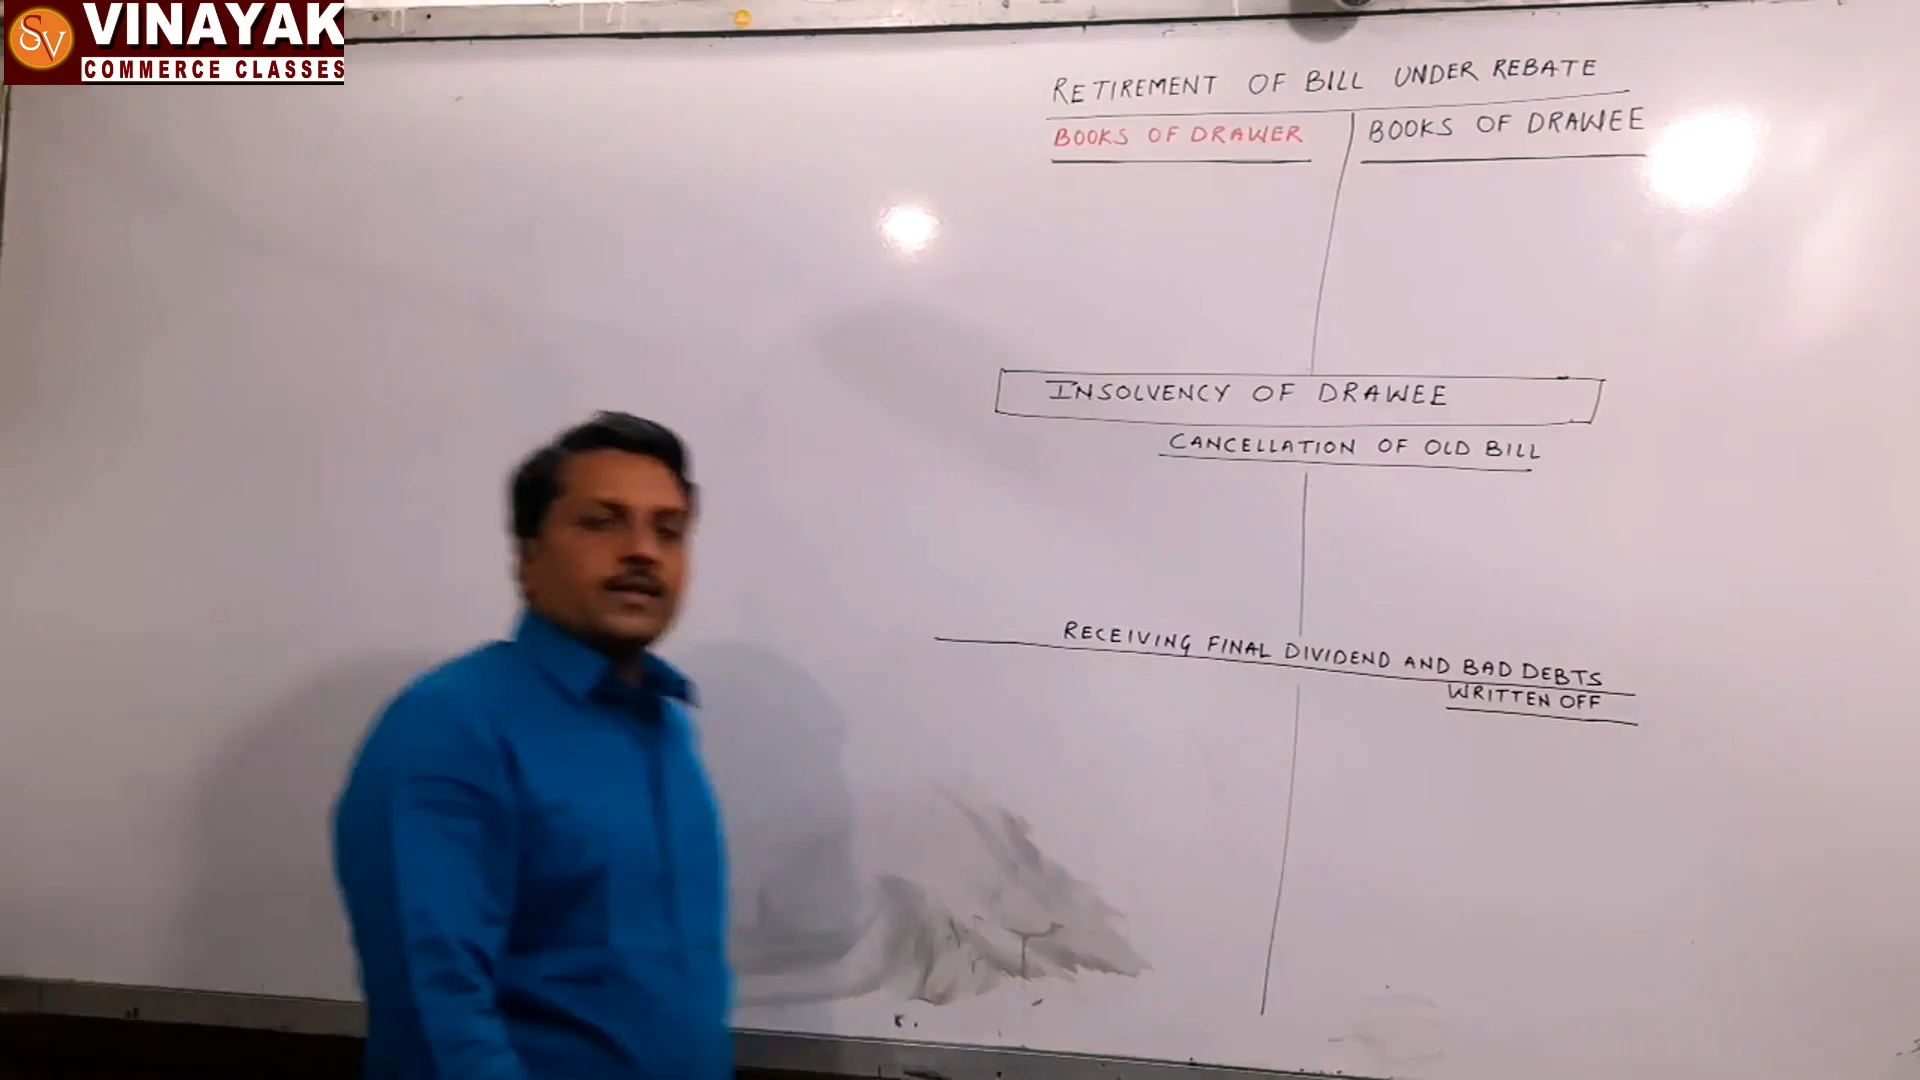 SV VINAYAK
COMMERCE CLASSES
RETIREMENT OF BILL UNDER REBATE
BOOKS OF DRAWER
BOOKS OF DRAWEE
INSOLVENCY OF DRAWEE
CANCELLATION OF OLD BILL
RECEIVING FINAL DIVIDEND AND BAD DEBTS
WRITTEN OFF